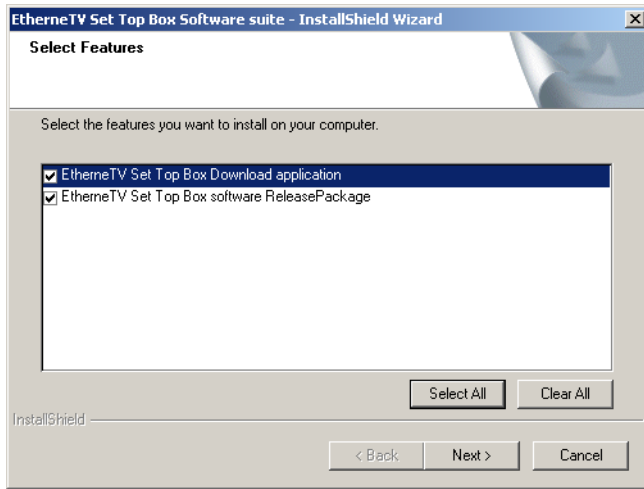 EtherneTV Set Top Box Software suite - InstallShield Wizard
Select Features
Select the features you want to install on your computer.
EtherneTV Set Top Box Download application
EtherneTV Set Top Box software ReleasePackage
Select All
Clear All
InstallShield
< Back
Next >
Cancel